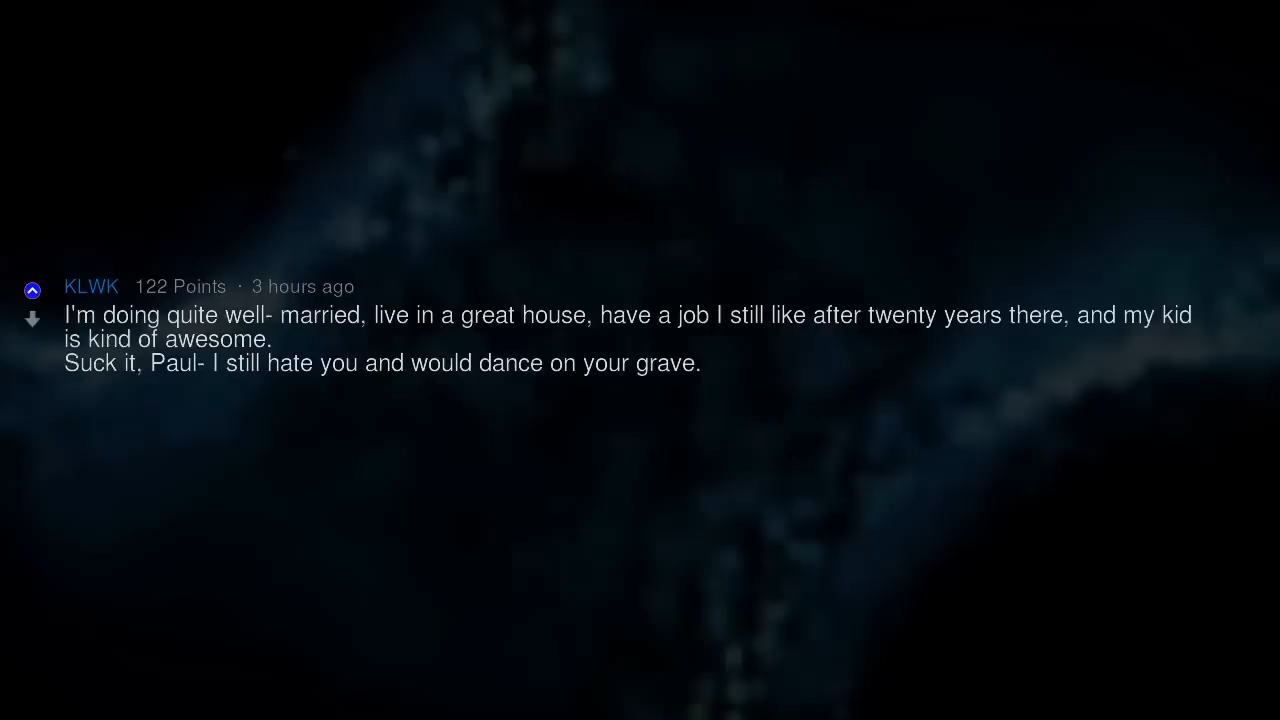 KLWK 122 Points · 3 hours ago
I'm doing quite well- married, live in a great house, have a job I still like after twenty years there, and my kid
is kind of awesome.
Suck it, Paul- I still hate you and would dance on your grave.